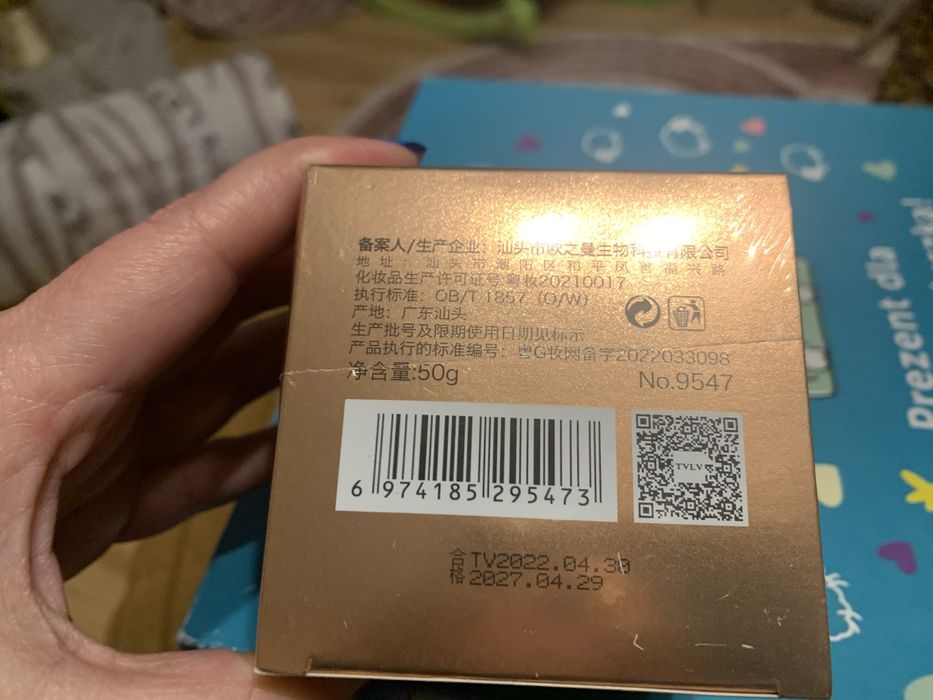 备案人/生产企业: 汕头市欧之曼生物科技有限公司
地址: 汕头市潮阳区和平凤 福兴路
化妆品生产许可证号 粤妆20210017
执行标准: QB/T 1857 (O/W)
产地: 广东汕头
生产批号及限期使用日期见标示
产品执行的标准编号: 粤G妆网备字2022033098
净含量:50g
No.9547
6 974185 295473
TVLV
合格
TV2022.04.30
2027.04.29
Prezent dla